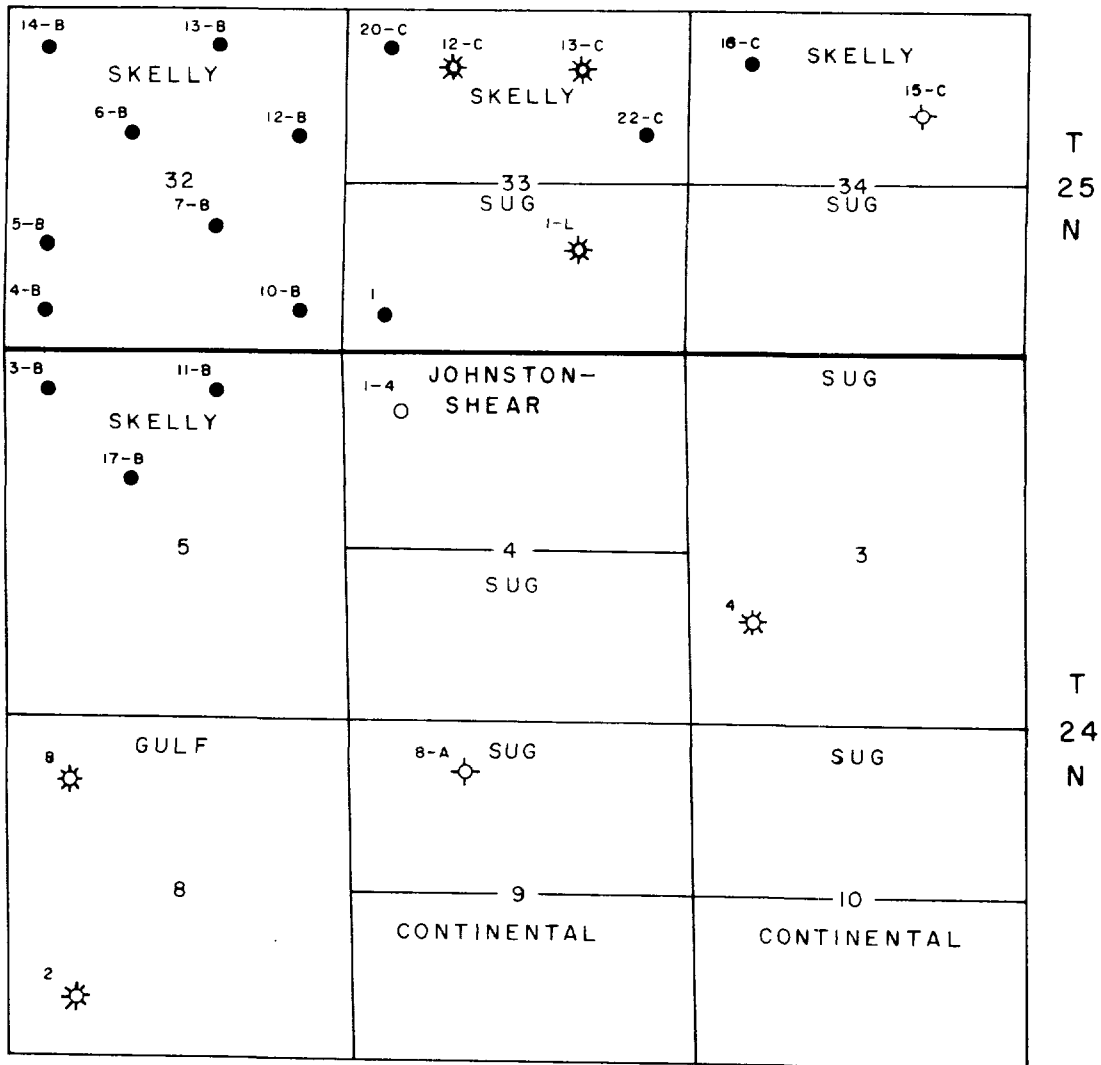 14-B
13-B
SKELLY
6-B
12-B
32
7-B
5-B
4-B
10-B
20-C
12-C
13-C
SKELLY
22-C
33
SUG
1-L
1
16-C
SKELLY
15-C
34
SUG
T
25
N
3-B
11-B
SKELLY
17-B
5
1-4
JOHNSTON-
SHEAR
4
SUG
SUG
3
4
GULF
8
8
2
8-A
SUG
9
CONTINENTAL
SUG
10
CONTINENTAL
T
24
N